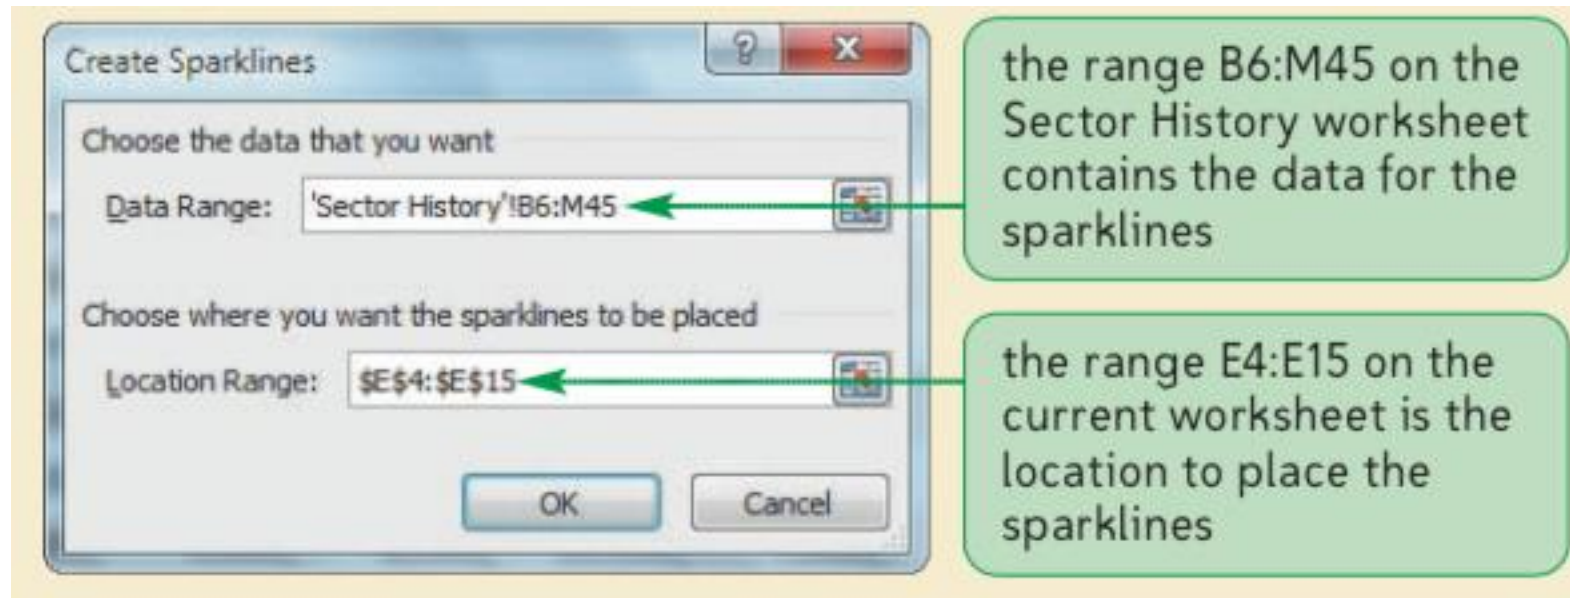 Create Sparklines
?
X
Choose the data that you want
Data Range: 'Sector History'!B6:M45
Choose where you want the sparklines to be placed
Location Range: $E$4:$E$15
OK Cancel
the range B6:M45 on the
Sector History worksheet
contains the data for the
sparklines
the range E4:E15 on the
current worksheet is the
location to place the
sparklines